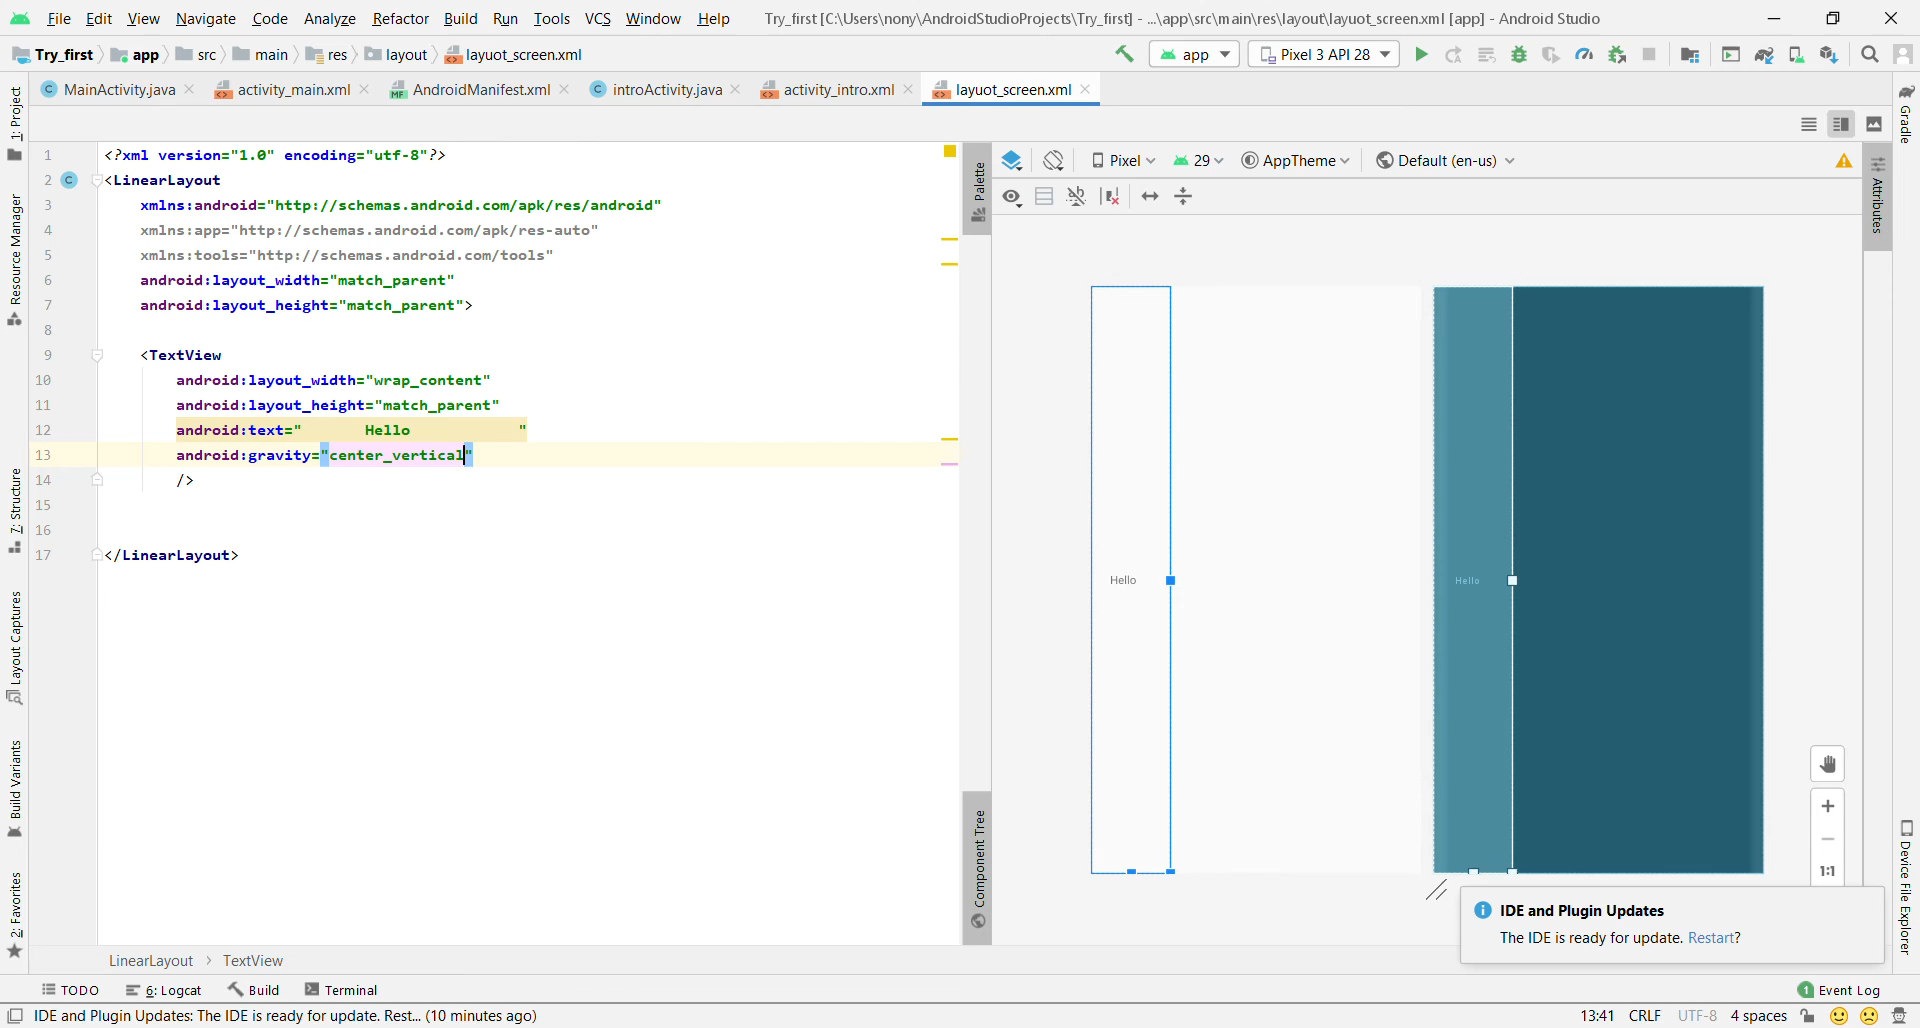 File Edit View Navigate Code Analyze Refactor Build Run Tools VCS Window Help Try_first [C:\Users\nony\AndroidStudioProjects\Try_first] - ...\app\src\main\res\layout\layuot_screen.xml [app] - Android Studio
Try_first app src main res layout layuot_screen.xml app Pixel 3 API 28
MainActivity.java activity_main.xml AndroidManifest.xml introActivity.java activity_intro.xml layuot_screen.xml
1: Project
Resource Manager
7: Structure
Layout Captures
Build Variants
2: Favorites
1 <?xml version="1.0" encoding="utf-8"?>
2 <LinearLayout
3 xmlns:android="http://schemas.android.com/apk/res/android"
4 xmlns:app="http://schemas.android.com/apk/res-auto"
5 xmlns:tools="http://schemas.android.com/tools"
6 android:layout_width="match_parent"
7 android:layout_height="match_parent">
8
9 <TextView
10 android:layout_width="wrap_content"
11 android:layout_height="match_parent"
12 android:text="       Hello            "
13 android:gravity="center_vertical"
14 />
15
16
17 </LinearLayout>
LinearLayout > TextView
Palette
Component Tree
Pixel 29 AppTheme Default (en-us)
Hello
Hello
1:1
Gradle
Attributes
Device File Explorer
IDE and Plugin Updates
The IDE is ready for update. Restart?
TODO 6: Logcat Build Terminal 1 Event Log
IDE and Plugin Updates: The IDE is ready for update. Rest... (10 minutes ago) 13:41 CRLF UTF-8 4 spaces